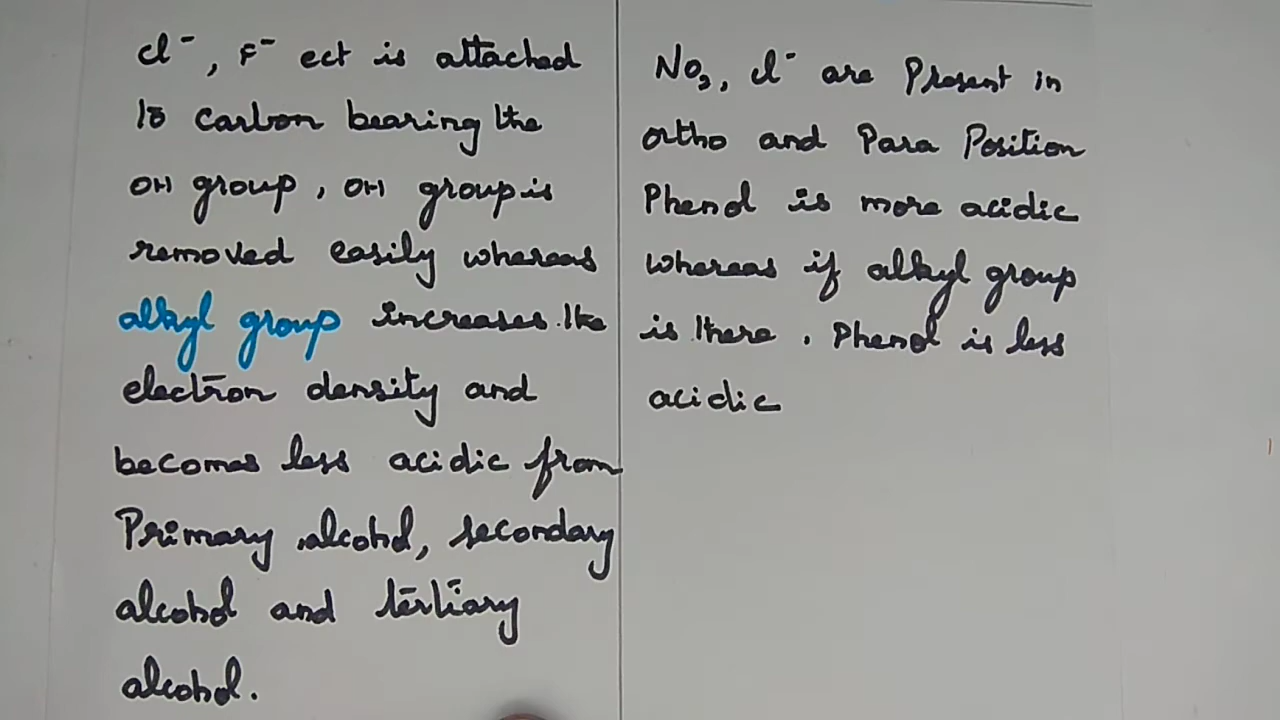 Cl⁻, F⁻ ect is attached
to carbon bearing the
OH group, OH group is
removed easily whereas
alkyl group increases the
electron density and
becomes less acidic from
Primary alcohol, secondary
alcohol and tertiary
alcohol.
NO₂, Cl⁻ are Present in
ortho and Para Position
Phenol is more acidic
whereas if alkyl group
is there. Phenol is less
acidic